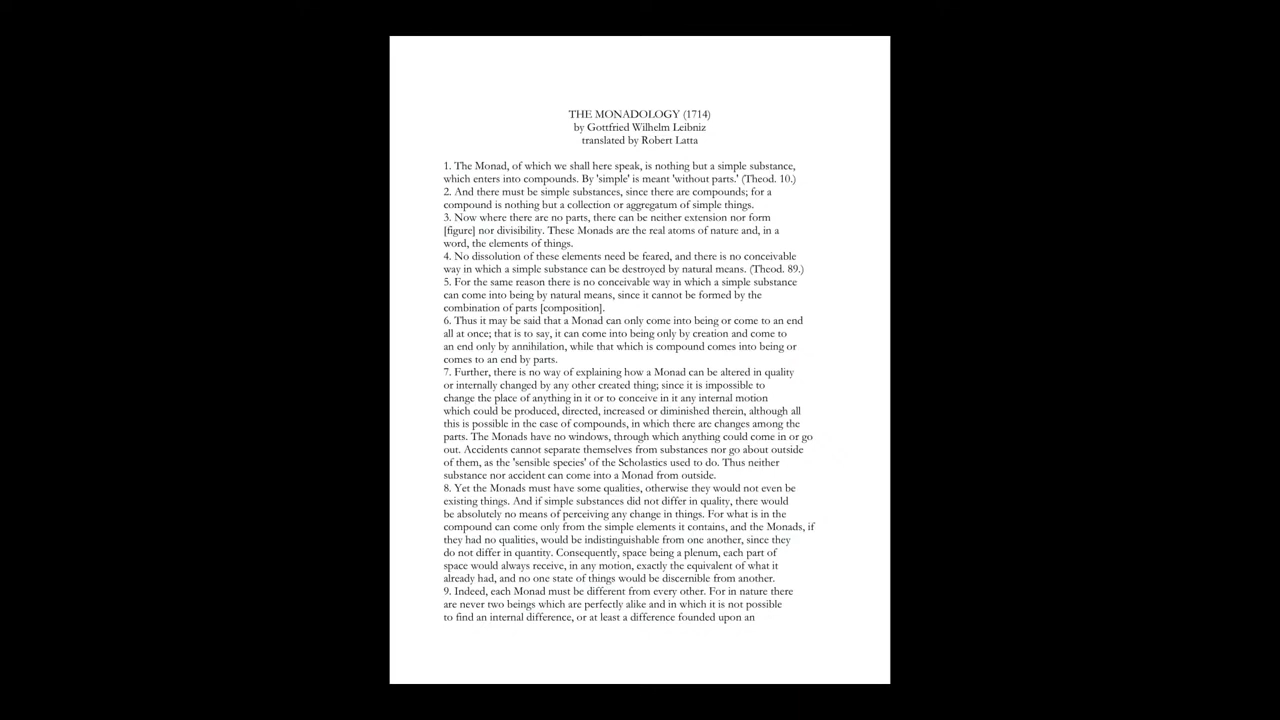 THE MONADOLOGY (1714)
by Gottfried Wilhelm Leibniz
translated by Robert Latta
1. The Monad, of which we shall here speak, is nothing but a simple substance,
which enters into compounds. By 'simple' is meant 'without parts.' (Theod. 10.)
2. And there must be simple substances, since there are compounds; for a
compound is nothing but a collection or aggregatum of simple things.
3. Now where there are no parts, there can be neither extension nor form
[figure] nor divisibility. These Monads are the real atoms of nature and, in a
word, the elements of things.
4. No dissolution of these elements need be feared, and there is no conceivable
way in which a simple substance can be destroyed by natural means. (Theod. 89.)
5. For the same reason there is no conceivable way in which a simple substance
can come into being by natural means, since it cannot be formed by the
combination of parts [composition].
6. Thus it may be said that a Monad can only come into being or come to an end
all at once; that is to say, it can come into being only by creation and come to
an end only by annihilation, while that which is compound comes into being or
comes to an end by parts.
7. Further, there is no way of explaining how a Monad can be altered in quality
or internally changed by any other created thing; since it is impossible to
change the place of anything in it or to conceive in it any internal motion
which could be produced, directed, increased or diminished therein, although all
this is possible in the case of compounds, in which there are changes among the
parts. The Monads have no windows, through which anything could come in or go
out. Accidents cannot separate themselves from substances nor go about outside
of them, as the 'sensible species' of the Scholastics used to do. Thus neither
substance nor accident can come into a Monad from outside.
8. Yet the Monads must have some qualities, otherwise they would not even be
existing things. And if simple substances did not differ in quality, there would
be absolutely no means of perceiving any change in things. For what is in the
compound can come only from the simple elements it contains, and the Monads, if
they had no qualities, would be indistinguishable from one another, since they
do not differ in quantity. Consequently, space being a plenum, each part of
space would always receive, in any motion, exactly the equivalent of what it
already had, and no one state of things would be discernible from another.
9. Indeed, each Monad must be different from every other. For in nature there
are never two beings which are perfectly alike and in which it is not possible
to find an internal difference, or at least a difference founded upon an